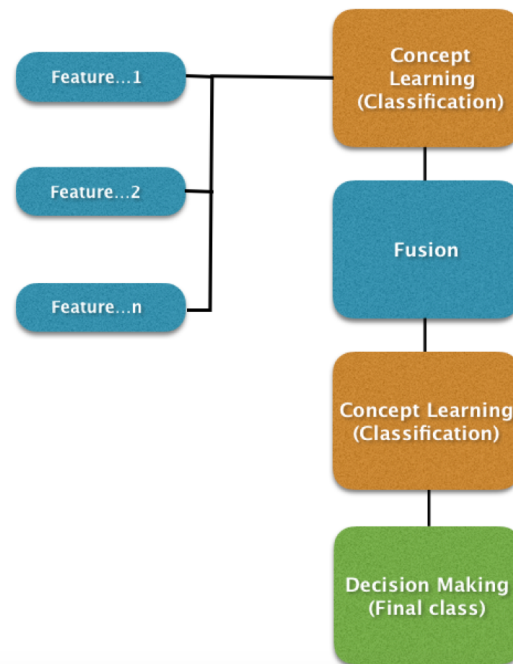 Feature...1
Feature...2
Feature...n
Concept
Learning
(Classification)
Fusion
Concept Learning
(Classification)
Decision Making
(Final class)